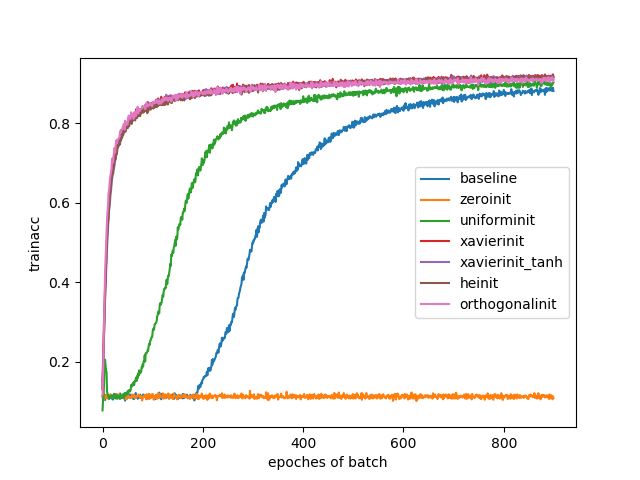 trainacc
0.8
0.6
0.4
0.2
0
200
400
600
800
epoches of batch
baseline
zeroinit
uniforminit
xavierinit
xavierinit_tanh
heinit
orthogonalinit